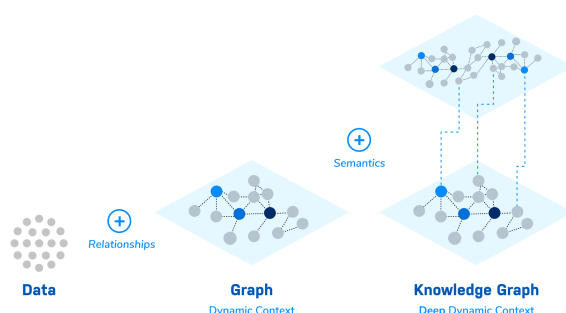 Semantics
Relationships
Data
Graph
Knowledge Graph
Dynamic Context
Deep Dynamic Context